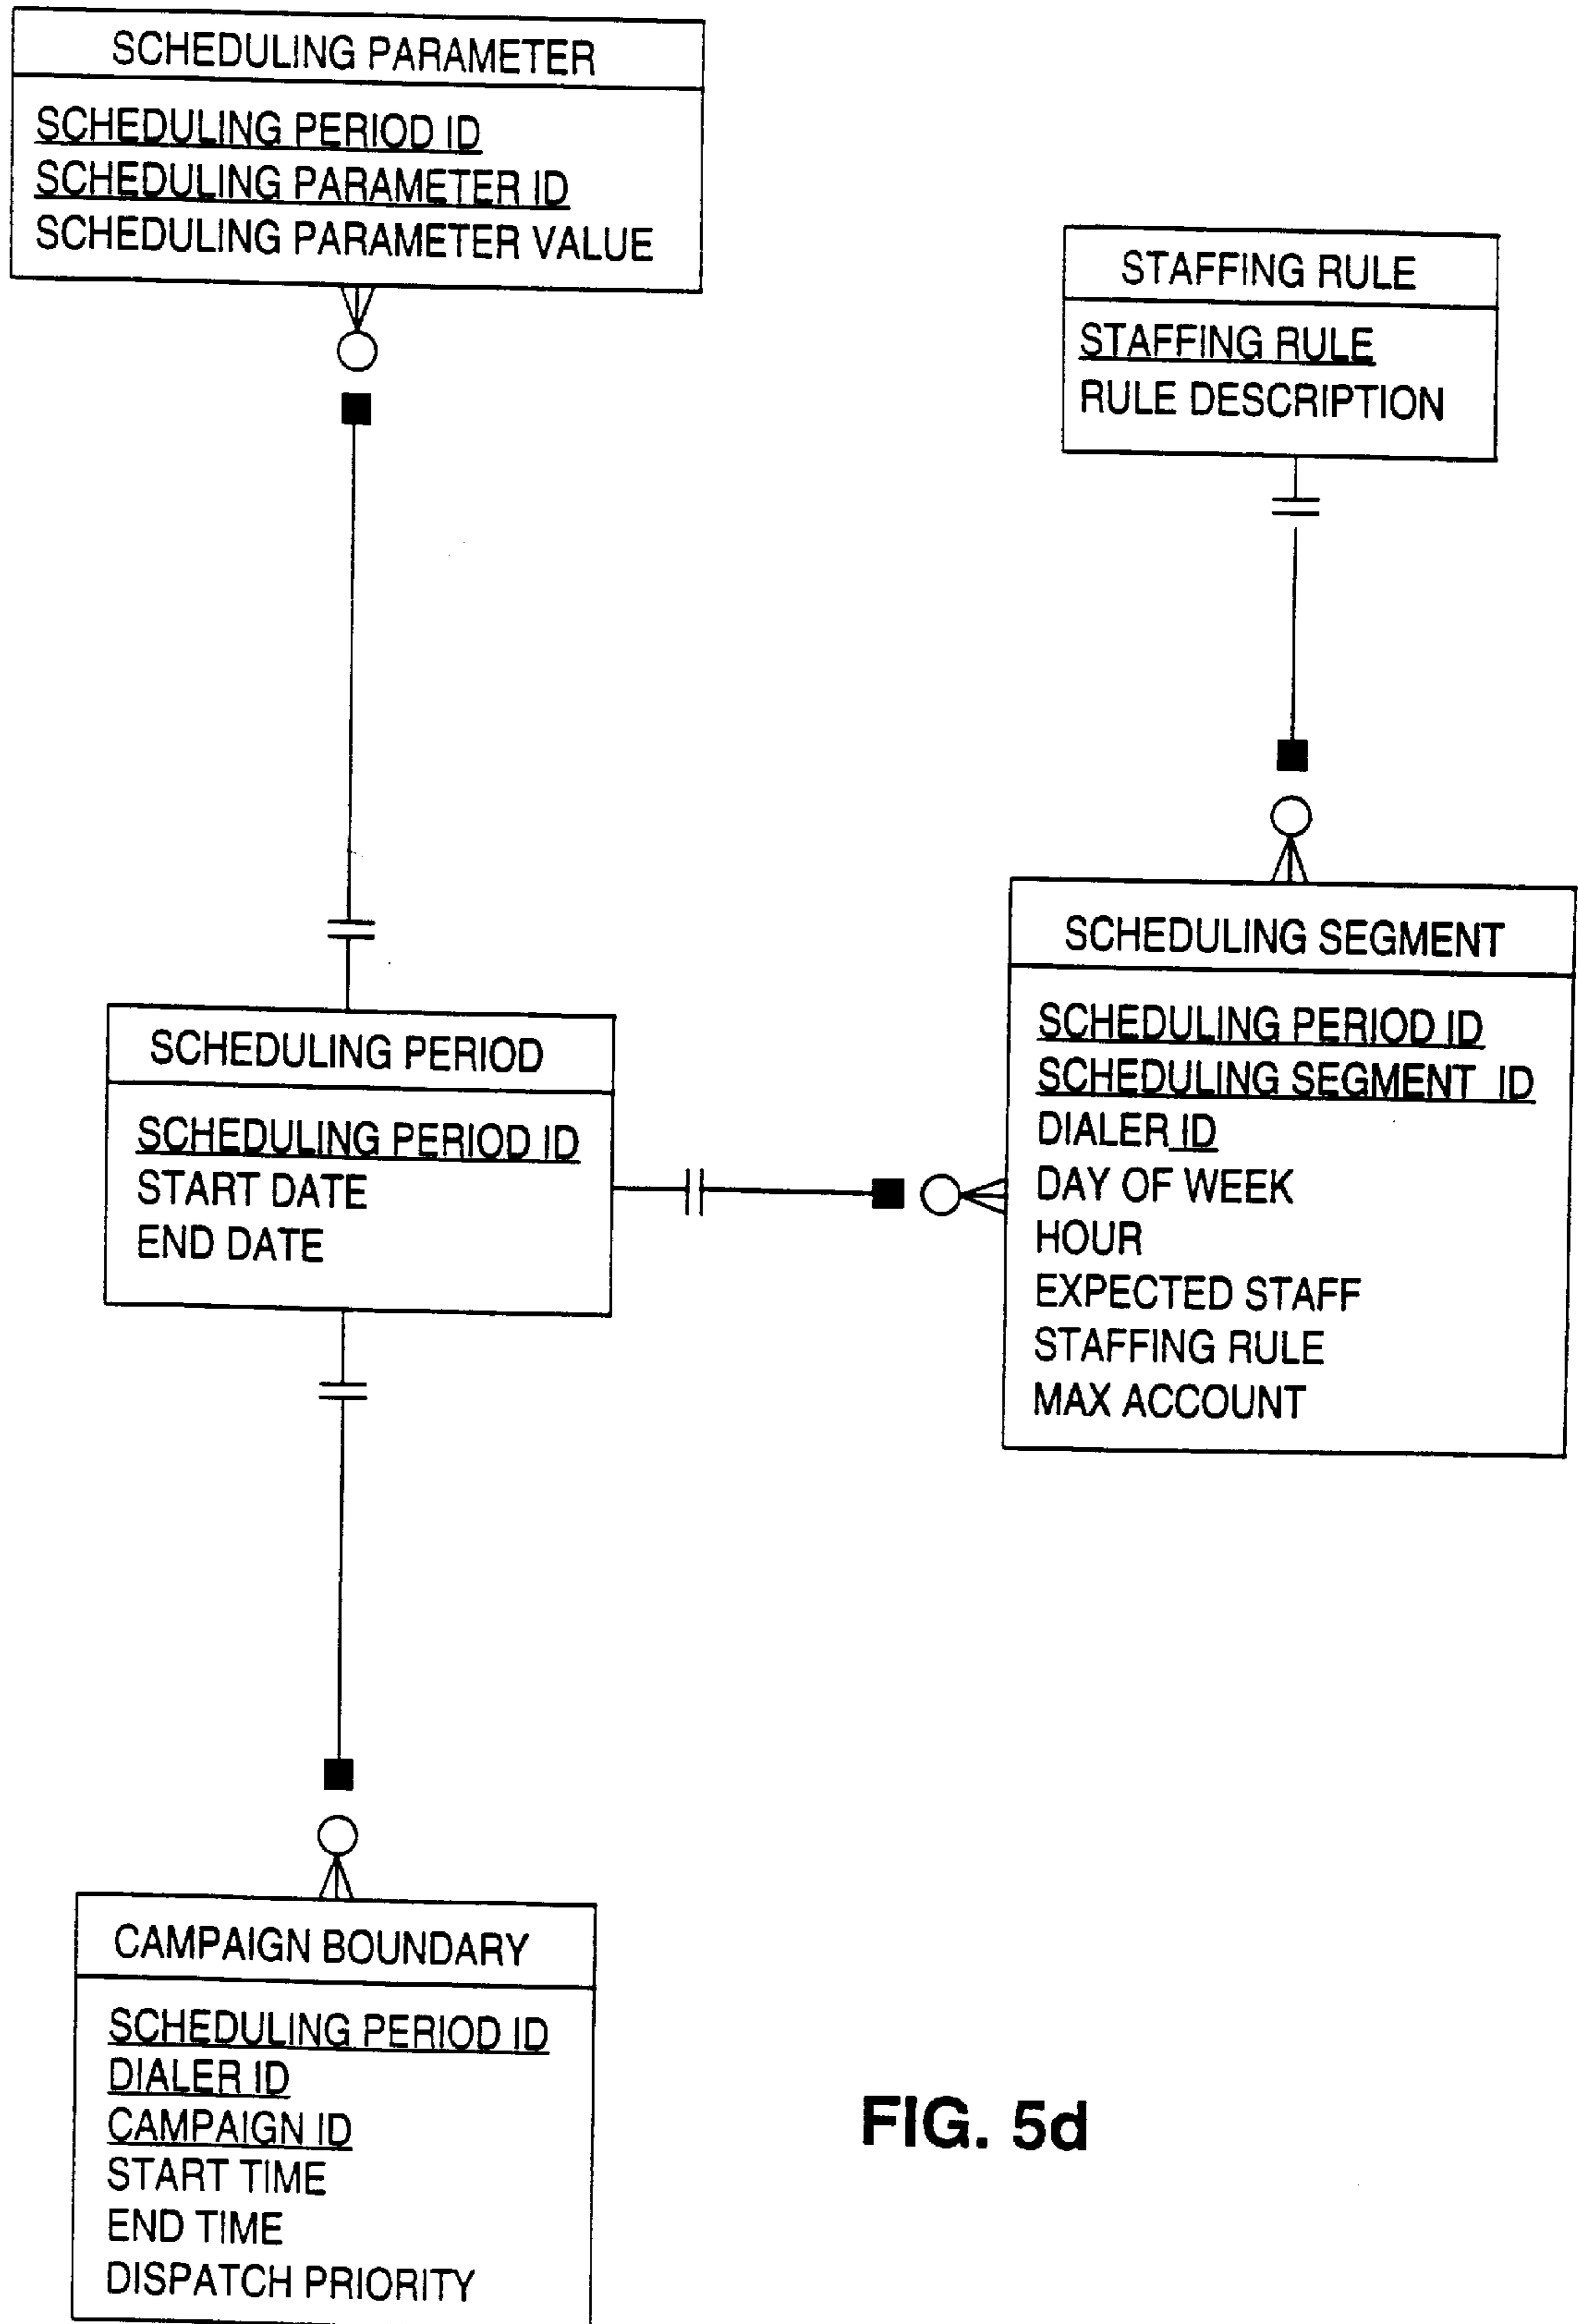 SCHEDULING PARAMETER
SCHEDULING PERIOD ID
SCHEDULING PARAMETER ID
SCHEDULING PARAMETER VALUE
STAFFING RULE
STAFFING RULE
RULE DESCRIPTION
SCHEDULING SEGMENT
SCHEDULING PERIOD ID
SCHEDULING SEGMENT ID
DIALER ID
DAY OF WEEK
HOUR
EXPECTED STAFF
STAFFING RULE
MAX ACCOUNT
SCHEDULING PERIOD
SCHEDULING PERIOD ID
START DATE
END DATE
CAMPAIGN BOUNDARY
SCHEDULING PERIOD ID
DIALER ID
CAMPAIGN ID
START TIME
END TIME
DISPATCH PRIORITY
FIG. 5d